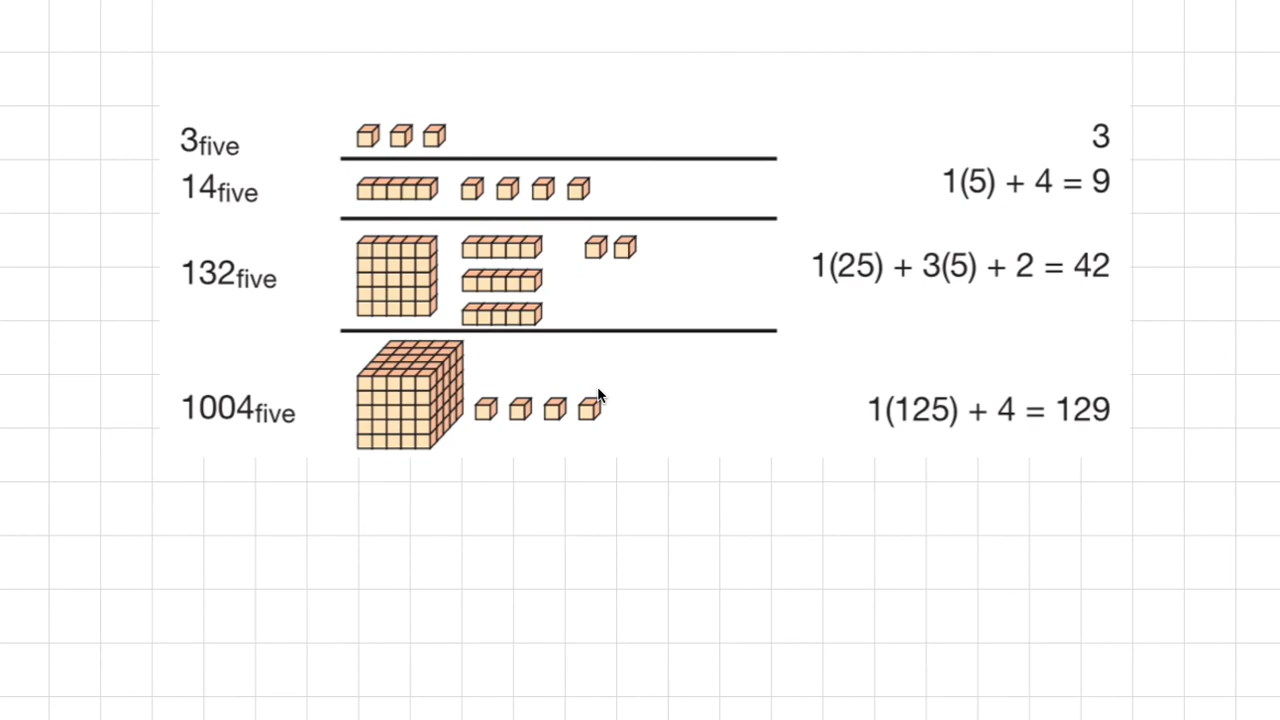 3five 3
14five 1(5) + 4 = 9
132five 1(25) + 3(5) + 2 = 42
1004five 1(125) + 4 = 129